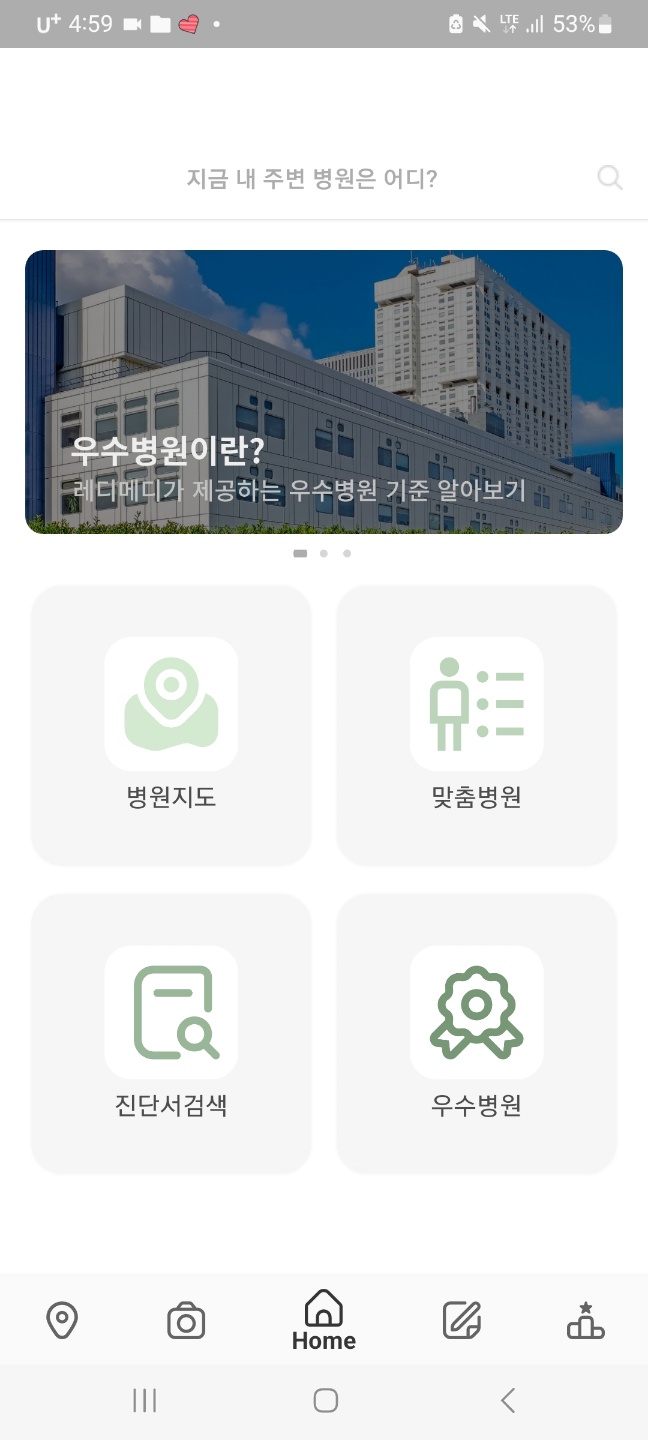 U+ 4:59 LTE 53%
지금 내 주변 병원은 어디?
우수병원이란?
레디메디가 제공하는 우수병원 기준 알아보기
병원지도 맞춤병원
진단서검색 우수병원
Home